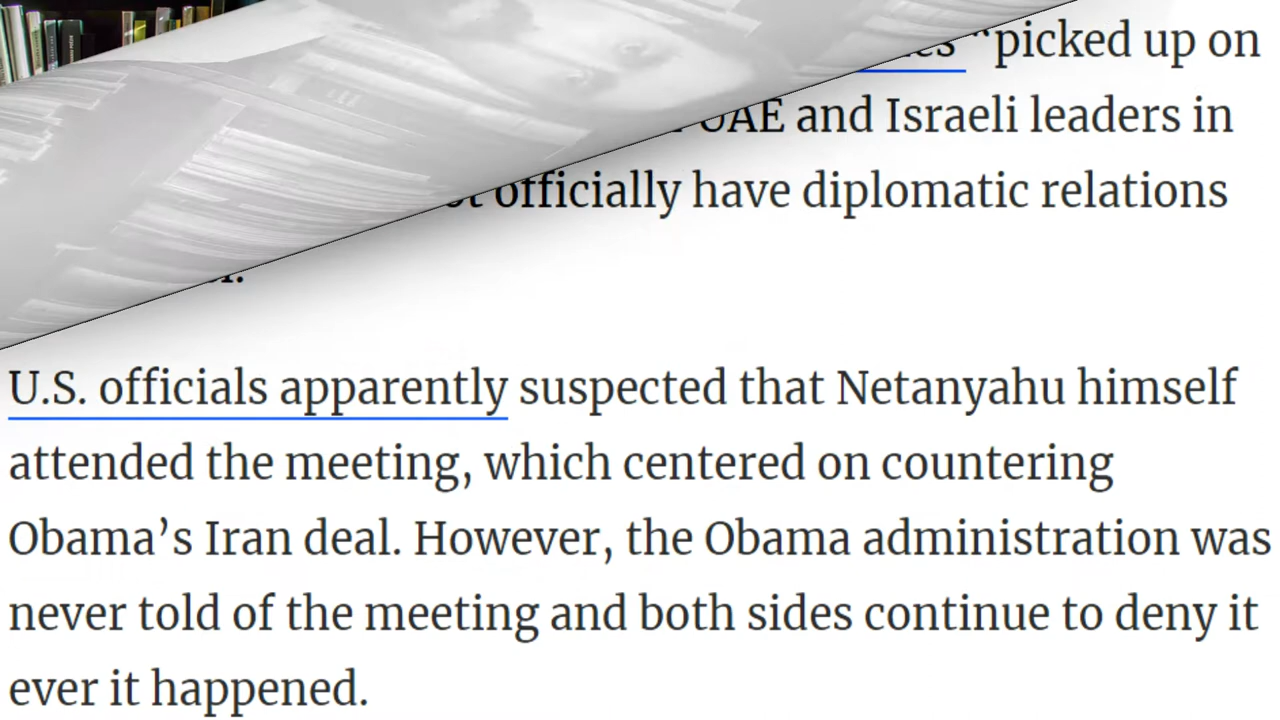 “picked up on
UAE and Israeli leaders in
officially have diplomatic relations
U.S. officials apparently suspected that Netanyahu himself
attended the meeting, which centered on countering
Obama’s Iran deal. However, the Obama administration was
never told of the meeting and both sides continue to deny it
ever it happened.